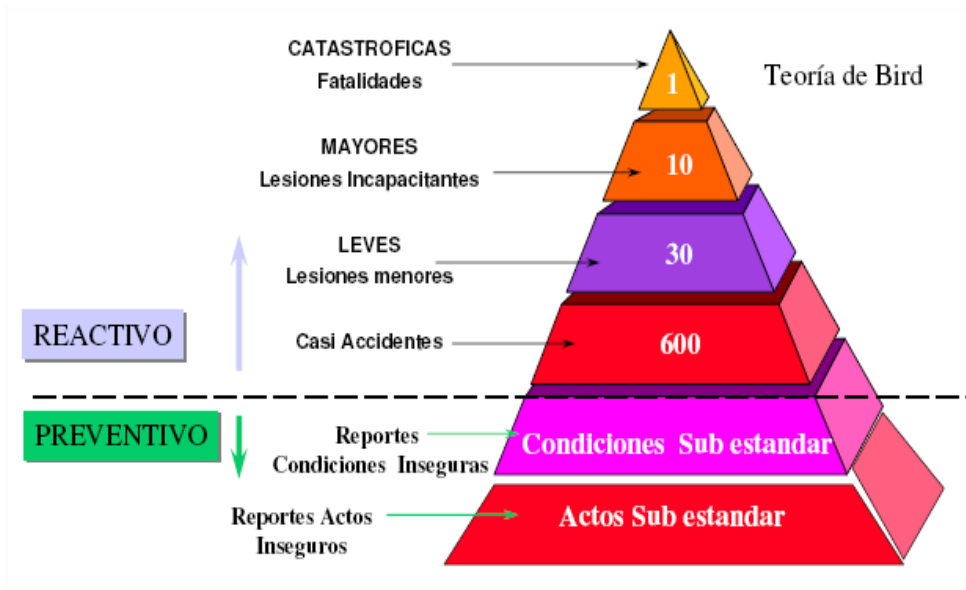 CATASTROFICAS
Fatalidades
1
Teoría de Bird
MAYORES
Lesiones Incapacitantes
10
LEVES
Lesiones menores
30
REACTIVO
Casi Accidentes
600
PREVENTIVO
Reportes
Condiciones Inseguras
Condiciones Sub estandar
Reportes Actos
Inseguros
Actos Sub estandar